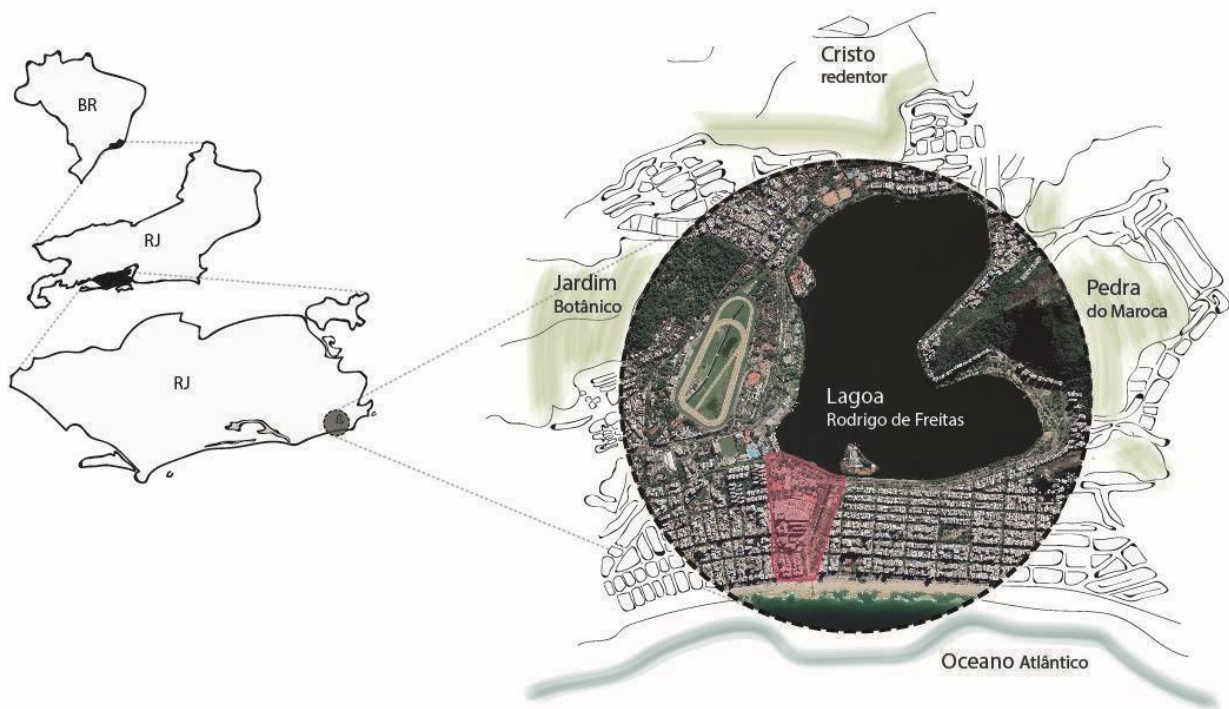 BR
RJ
RJ
Cristo
redentor
Jardim
Botânico
Pedra
do Maroca
Lagoa
Rodrigo de Freitas
Oceano Atlântico